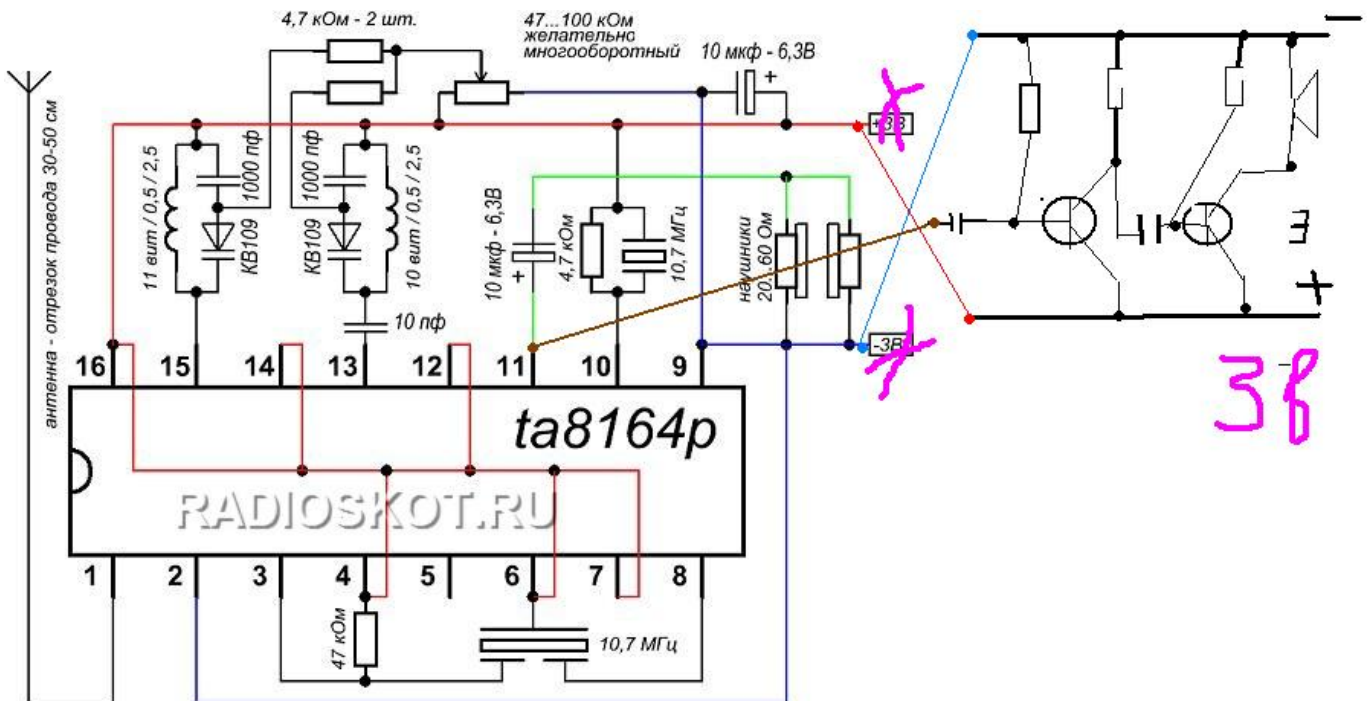 4,7 кОм - 2 шт.
47...100 кОм
желательно
многооборотный
10 мкф - 6,3В
+
-
+3В
антенна - отрезок провода 30-50 см
11 вит / 0,5 / 2,5
1000 пф
КВ109
1000 пф
КВ109
10 вит / 0,5 / 2,5
10 пф
10 мкф - 6,3В
+
4,7 кОм
10,7 МГц
наушники
20...60 Ом
-3В
Э
+
3в
16 15 14 13 12 11 10 9
ta8164p
RADIOSKOT.RU
1 2 3 4 5 6 7 8
47 кОм
10,7 МГц